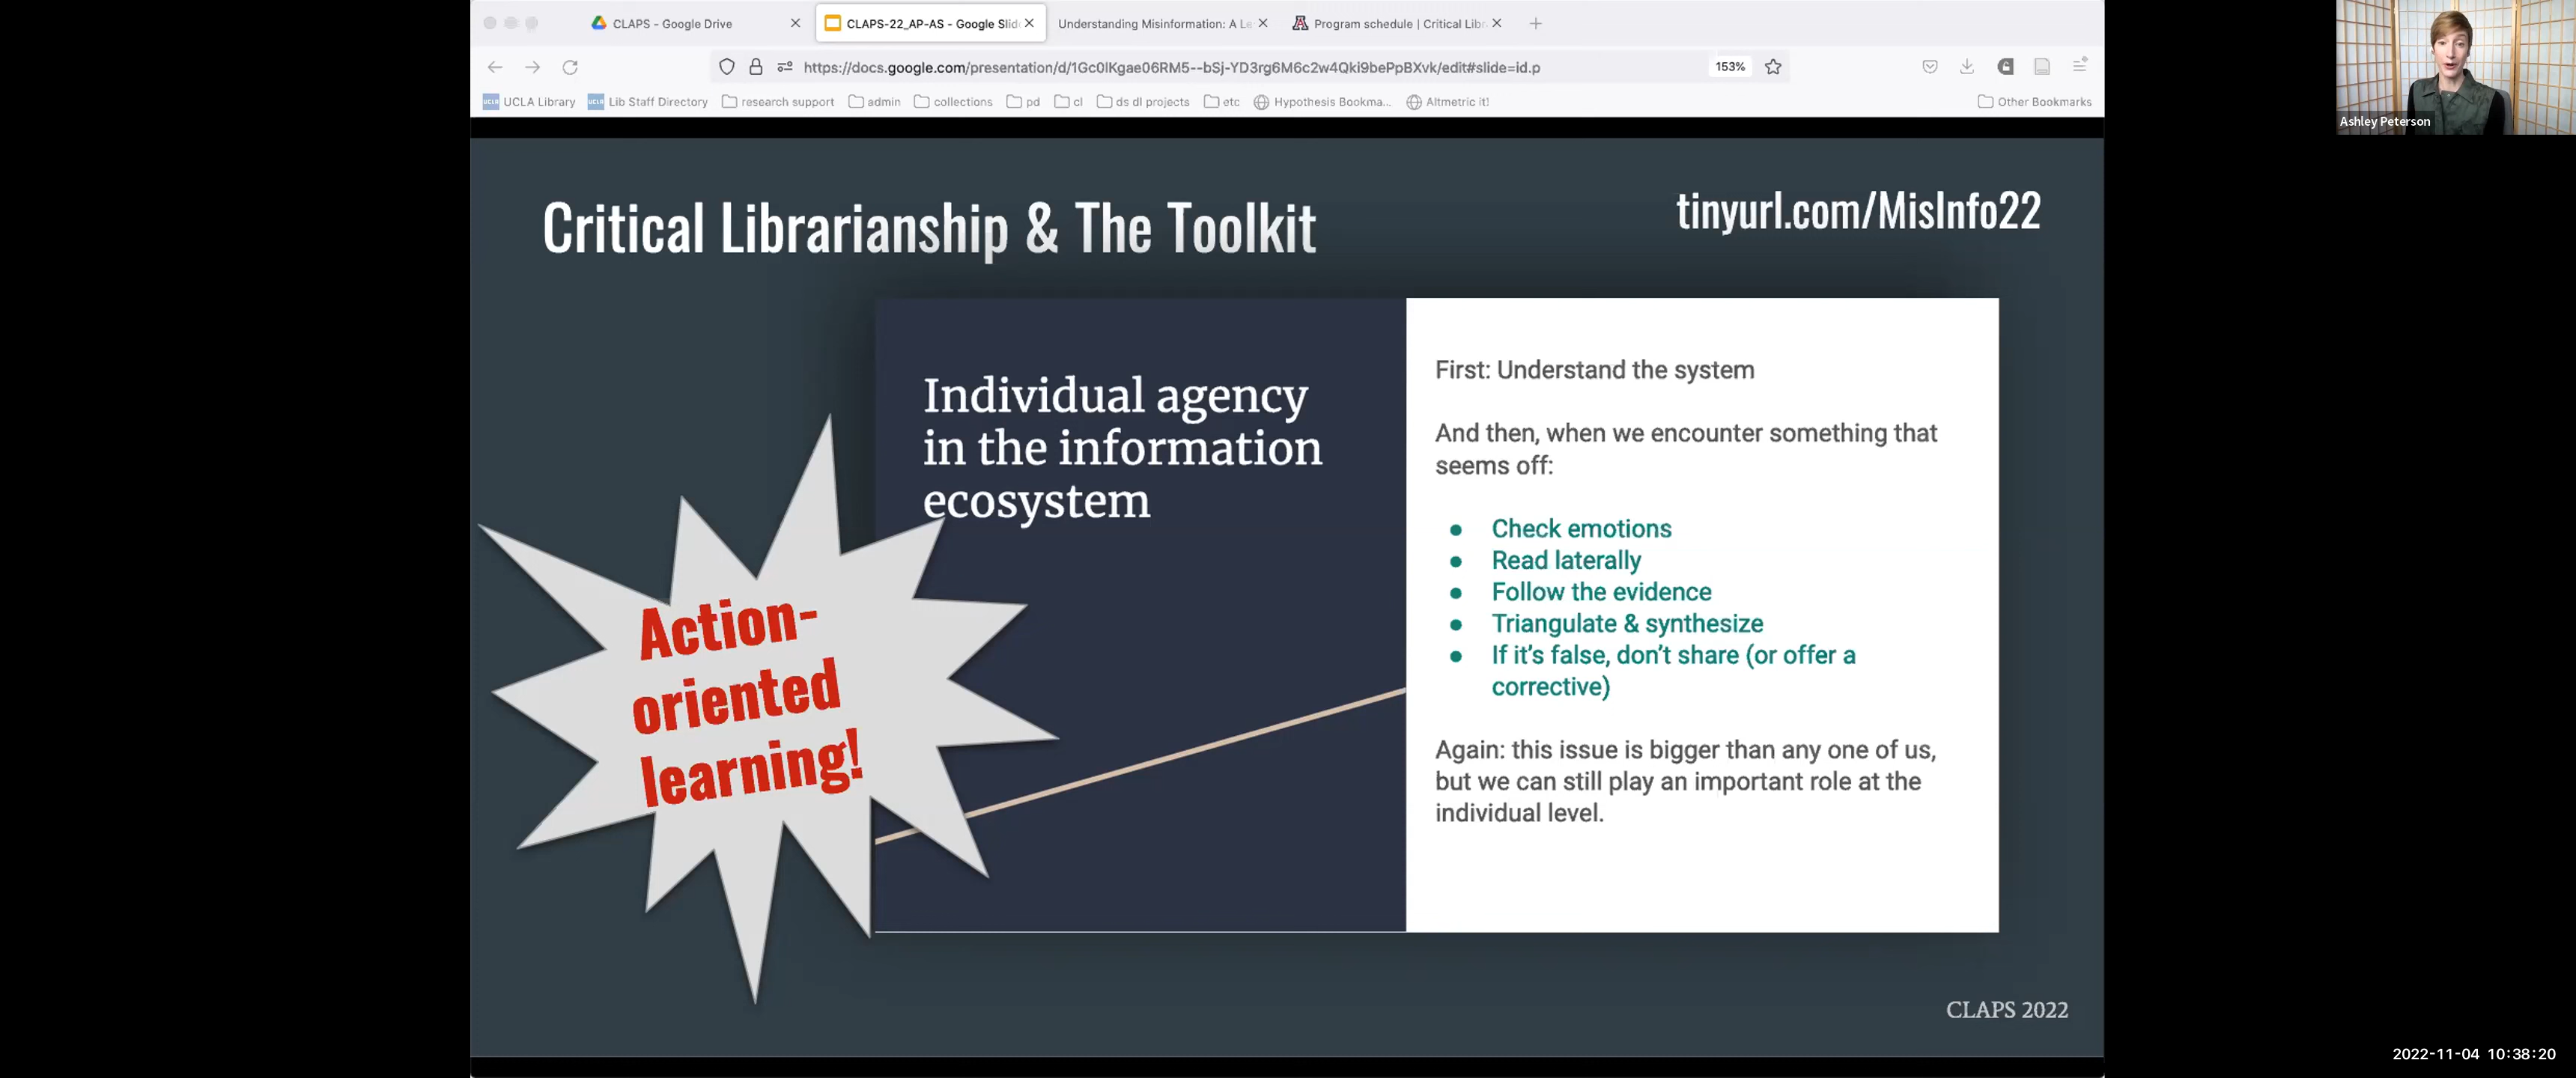 CLAPS - Google Drive
CLAPS-22_AP-AS - Google Slid
Understanding Misinformation: A Le
Program schedule | Critical Libr
https://docs.google.com/presentation/d/1Gc0lKgae06RM5--bSj-YD3rg6M6c2w4Qki9bePpBXvk/edit#slide=id.p
153%
UCLA Library
Lib Staff Directory
research support
admin
collections
pd
cl
ds dl projects
etc
Hypothesis Bookma...
Altmetric it!
Other Bookmarks
Ashley Peterson
Critical Librarianship & The Toolkit
tinyurl.com/MisInfo22
Individual agency
in the information
ecosystem
Action-
oriented
learning!
First: Understand the system
And then, when we encounter something that
seems off:
● Check emotions
● Read laterally
● Follow the evidence
● Triangulate & synthesize
● If it's false, don't share (or offer a
corrective)
Again: this issue is bigger than any one of us,
but we can still play an important role at the
individual level.
CLAPS 2022
2022-11-04 10:38:20